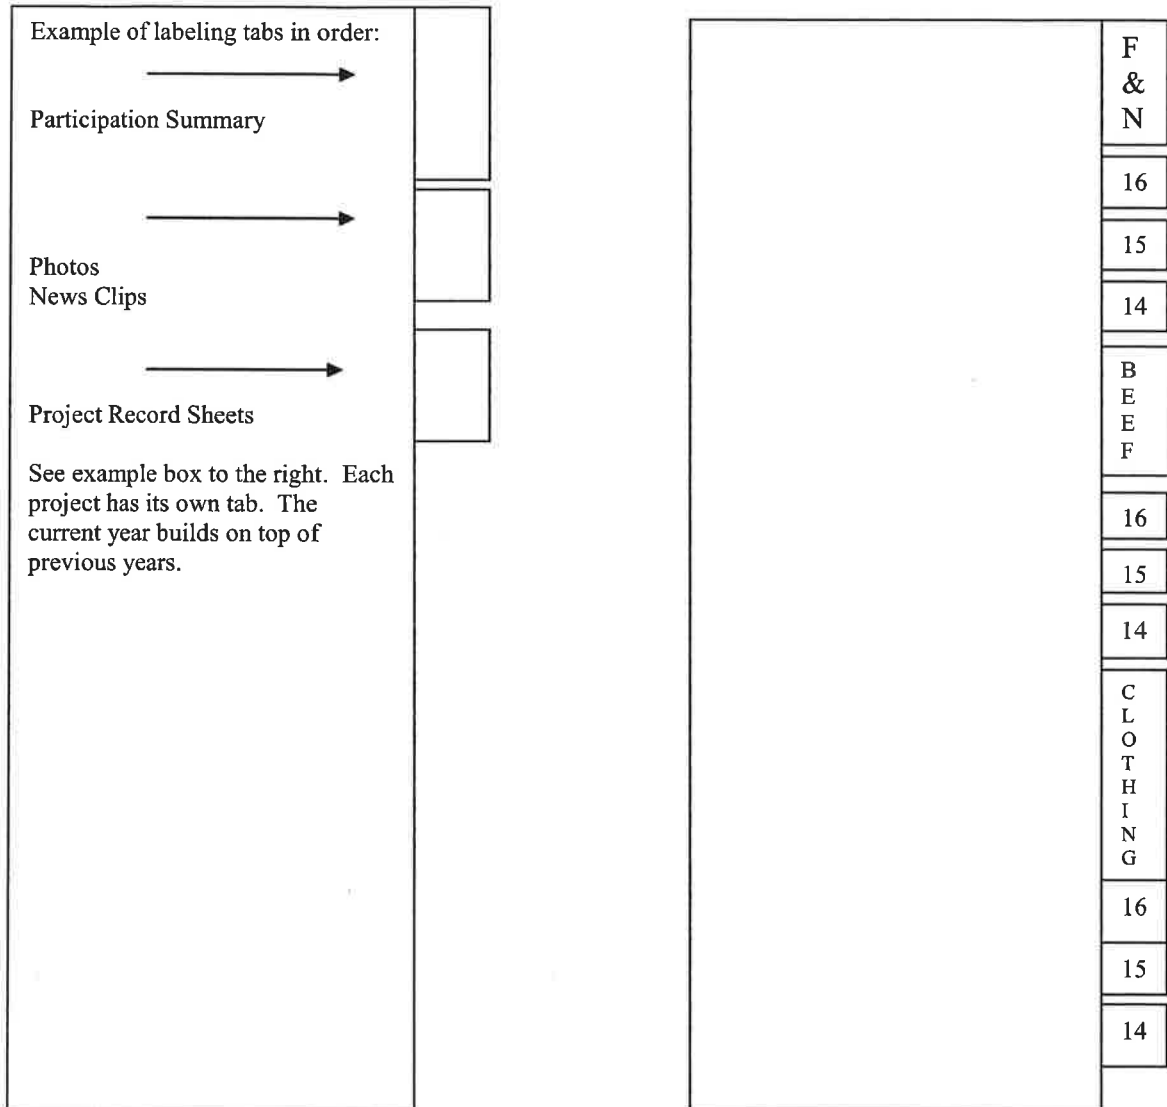 Example of labeling tabs in order:
Participation Summary
Photos
News Clips
Project Record Sheets
See example box to the right. Each
project has its own tab. The
current year builds on top of
previous years.
F
&
N
16
15
14
B
E
E
F
16
15
14
C
L
O
T
H
I
N
G
16
15
14